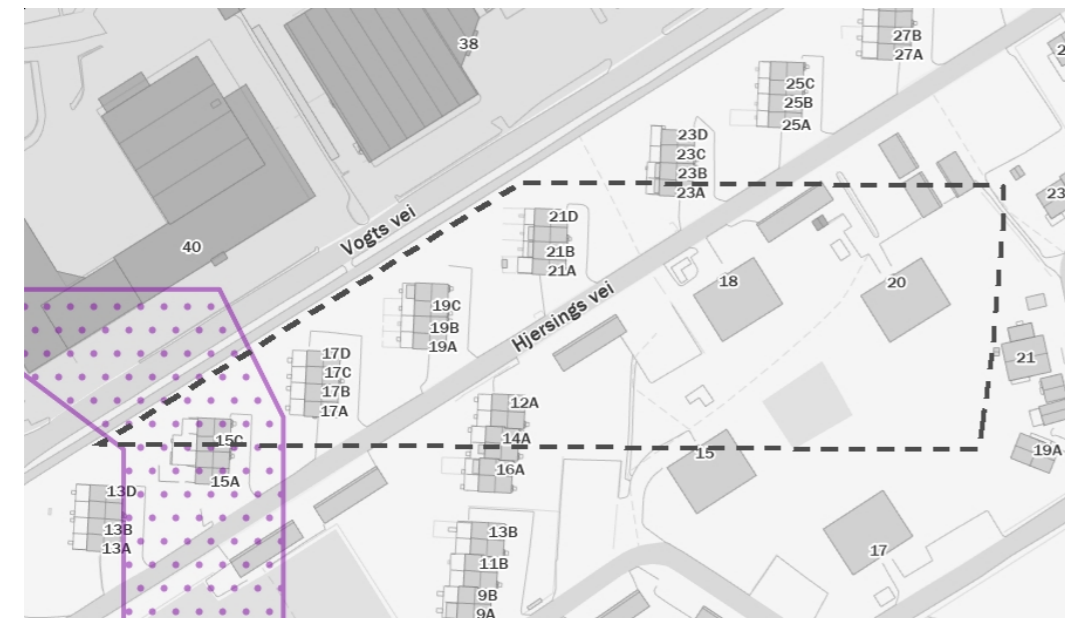 38
27B
27A
25C
25B
25A
23D
23C
23B
23A
23
40
Vogts vei
21D
21B
21A
18
20
19C
19B
19A
Hjersings vei
17D
17C
17B
17A
21
12A
14A
16A
15C
15A
15
19A
13D
13B
13A
13B
11B
9B
9A
17